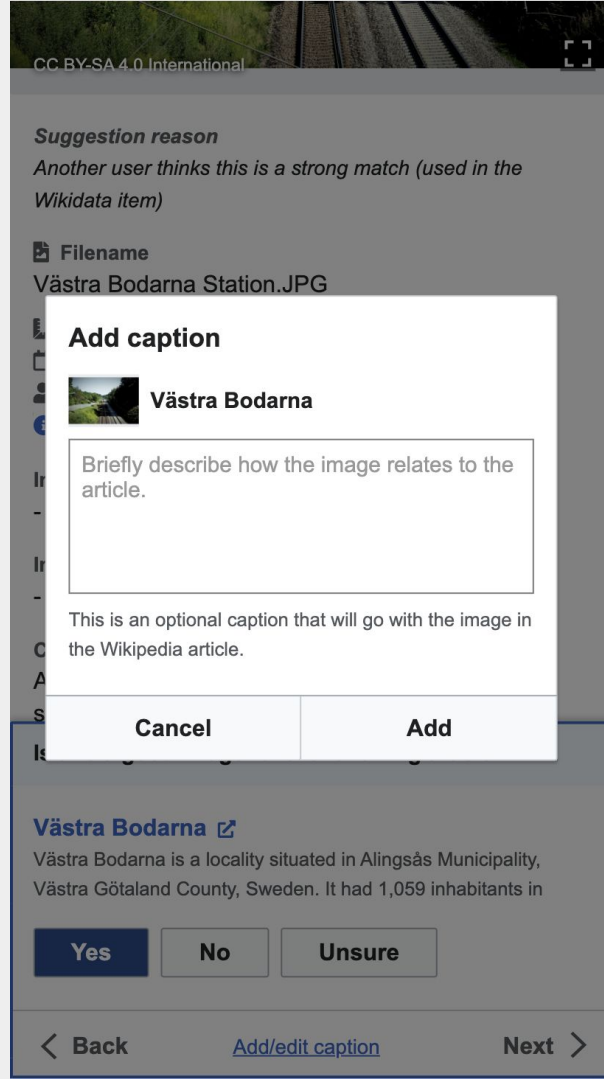 CC BY-SA 4.0 International
Suggestion reason
Another user thinks this is a strong match (used in the
Wikidata item)
Filename
Västra Bodarna Station.JPG
Add caption
Västra Bodarna
Briefly describe how the image relates to the
article.
This is an optional caption that will go with the image in
the Wikipedia article.
Cancel
Add
Västra Bodarna
Västra Bodarna is a locality situated in Alingsås Municipality,
Västra Götaland County, Sweden. It had 1,059 inhabitants in
Yes
No
Unsure
Back
Add/edit caption
Next